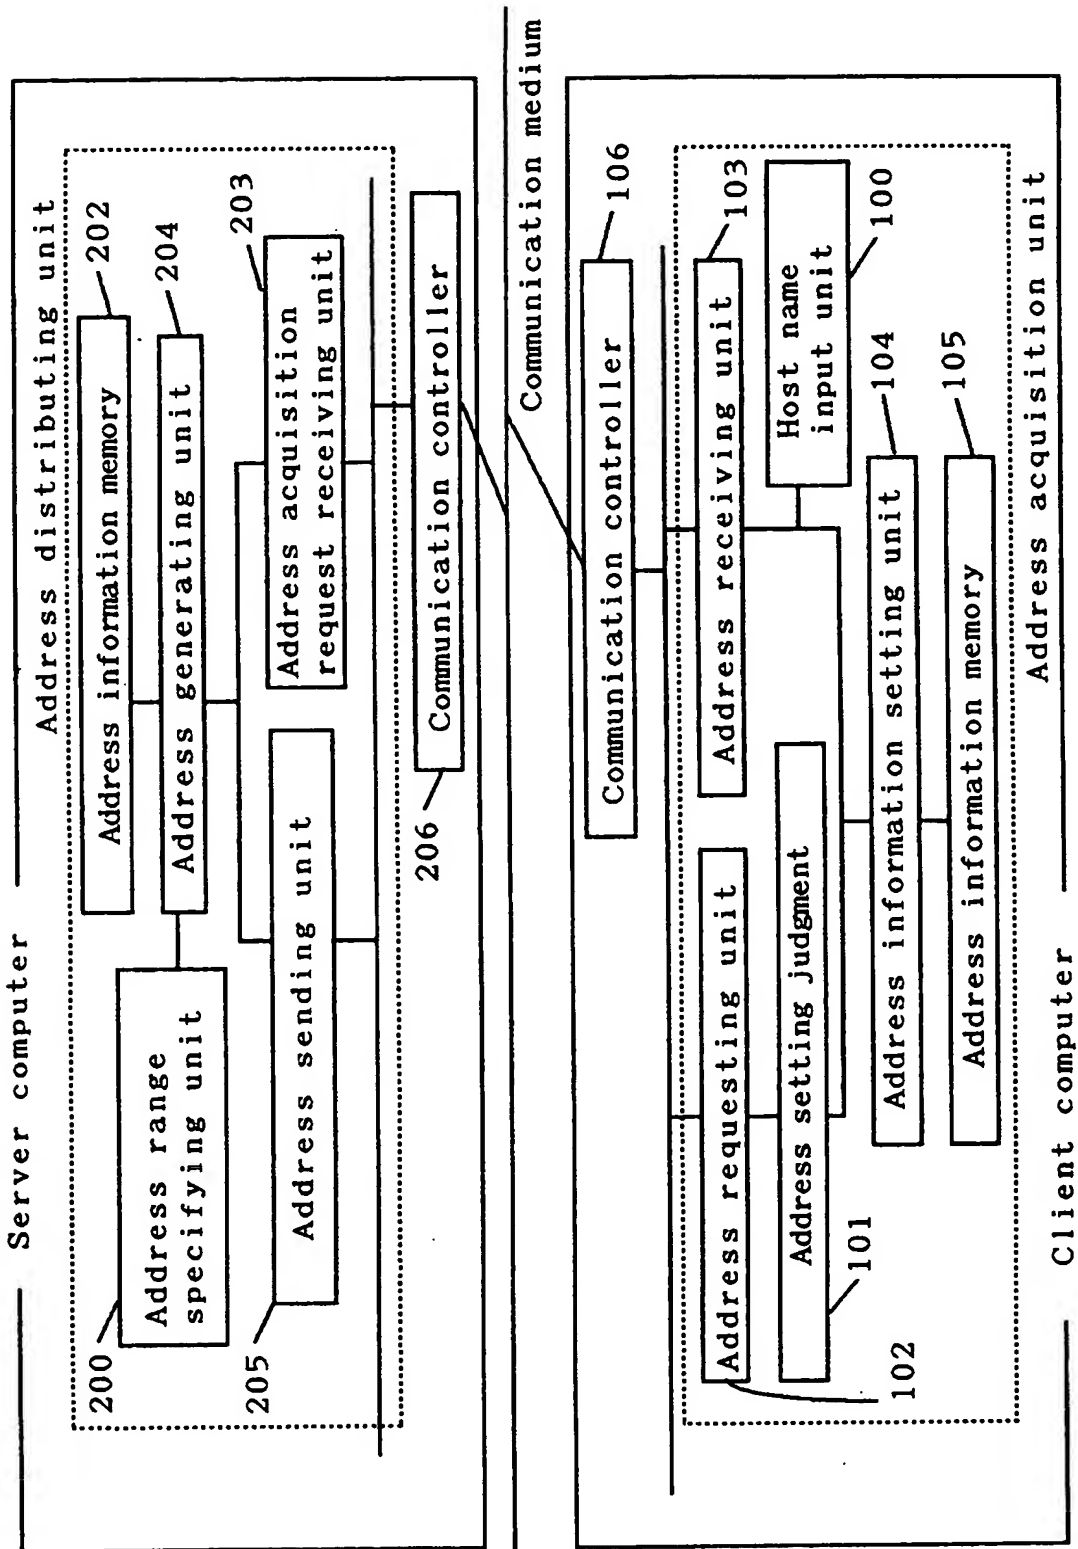 Server computer
Address distributing unit
Address information memory
202
Address generating unit
204
200
Address range
specifying unit
203
Address acquisition
request receiving unit
205
Address sending unit
206
Communication controller
Communication medium
Communication controller
106
Address requesting unit
102
Address receiving unit
103
Address setting judgment
101
Host name
input unit
100
Address information setting unit
104
Address information memory
105
Address acquisition unit
Client computer